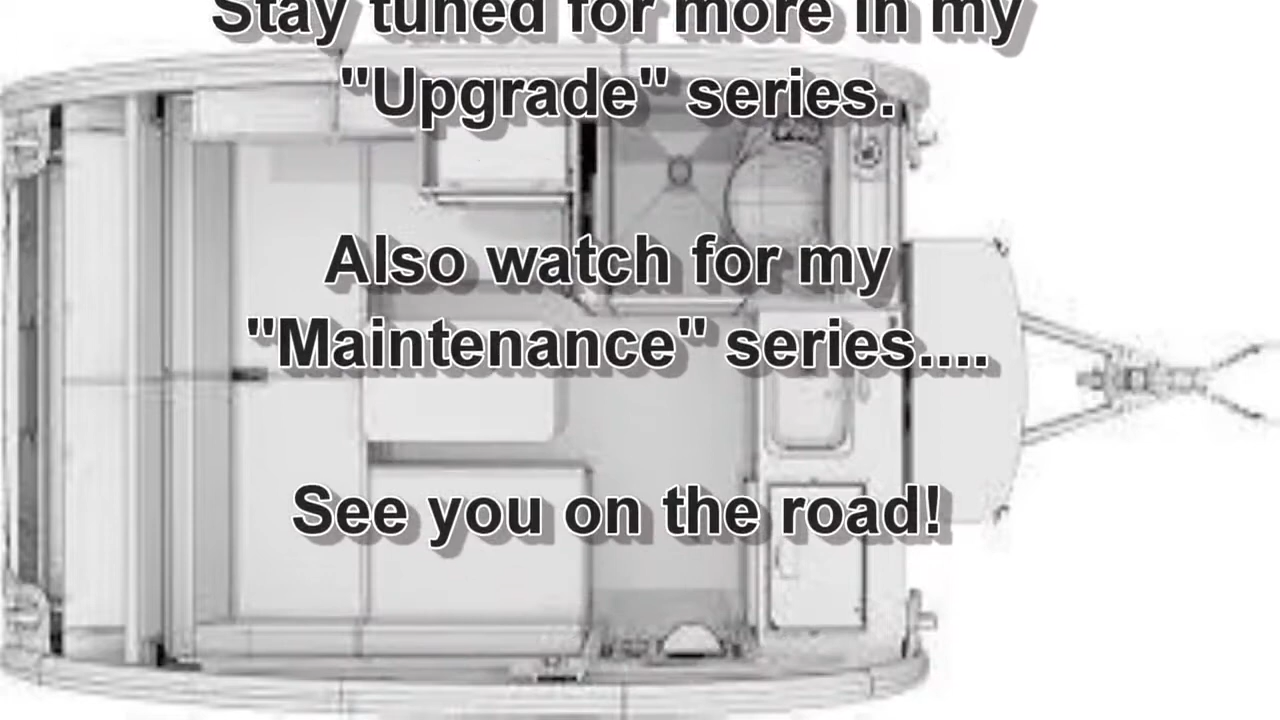 Stay tuned for more in my
"Upgrade" series.
Also watch for my
"Maintenance" series....
See you on the road!